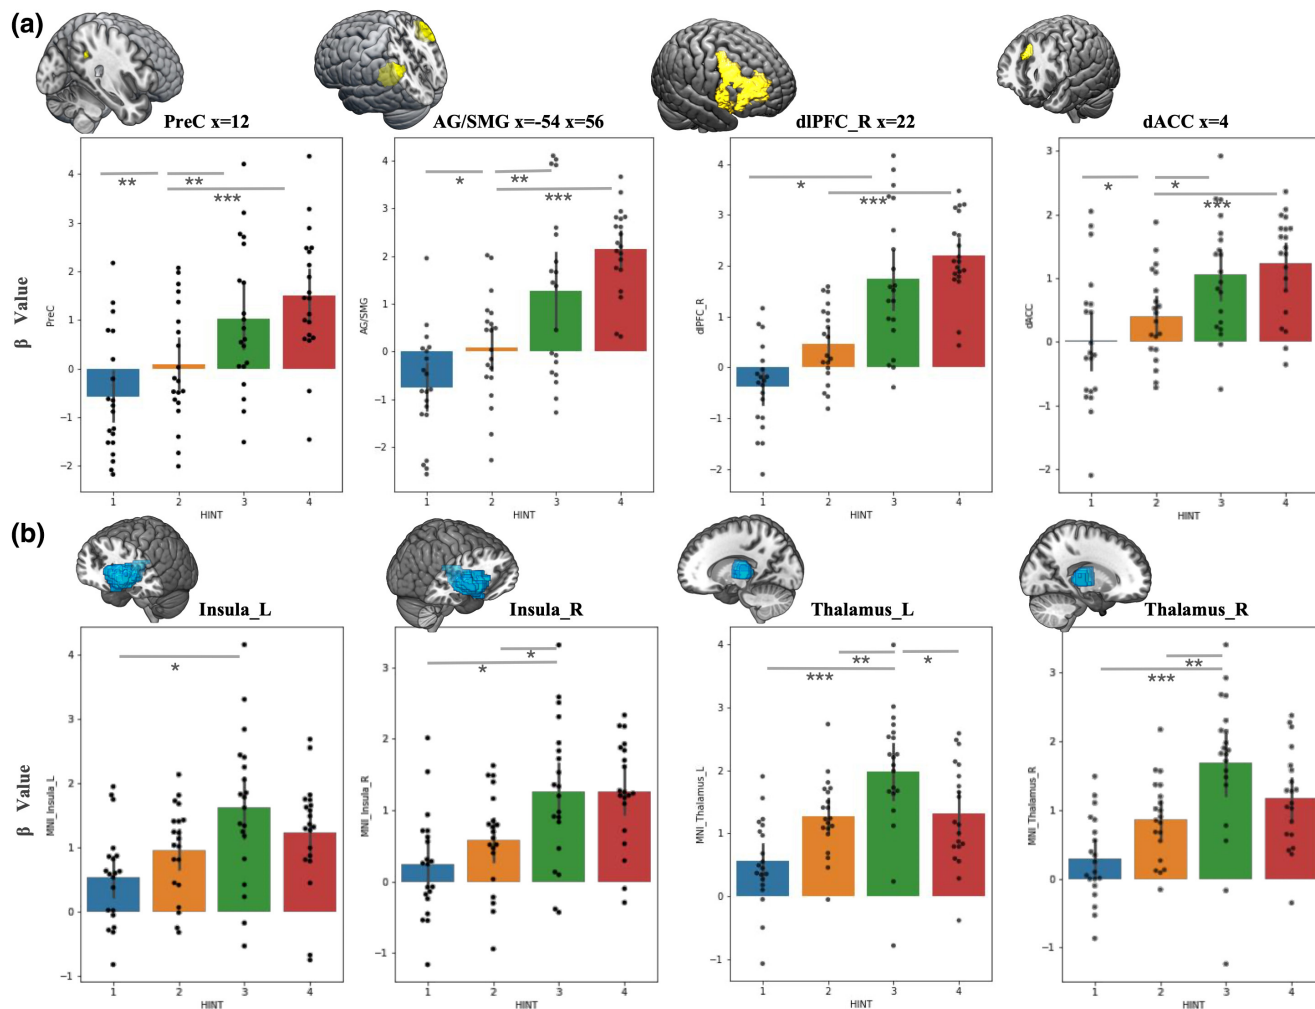 (a)
PreC x=12
AG/SMG x=-54 x=56
dlPFC_R x=22
dACC x=4
β Value
PreC
4
3
2
1
0
−1
−2
** **
***
1 2 3 4
HINT
AG/SMG
4
3
2
1
0
−1
−2
* **
***
1 2 3 4
HINT
dlPFC_R
4
3
2
1
0
−1
−2
*
***
1 2 3 4
HINT
dACC
3
2
1
0
−1
−2
* *
***
1 2 3 4
HINT
(b)
Insula_L
Insula_R
Thalamus_L
Thalamus_R
β Value
MNI_Insula_L
4
3
2
1
0
−1
*
1 2 3 4
HINT
MNI_Insula_R
3
2
1
0
−1
*
*
1 2 3 4
HINT
MNI_Thalamus_L
4
3
2
1
0
−1
** *
***
1 2 3 4
HINT
MNI_Thalamus_R
3
2
1
0
−1
**
***
1 2 3 4
HINT